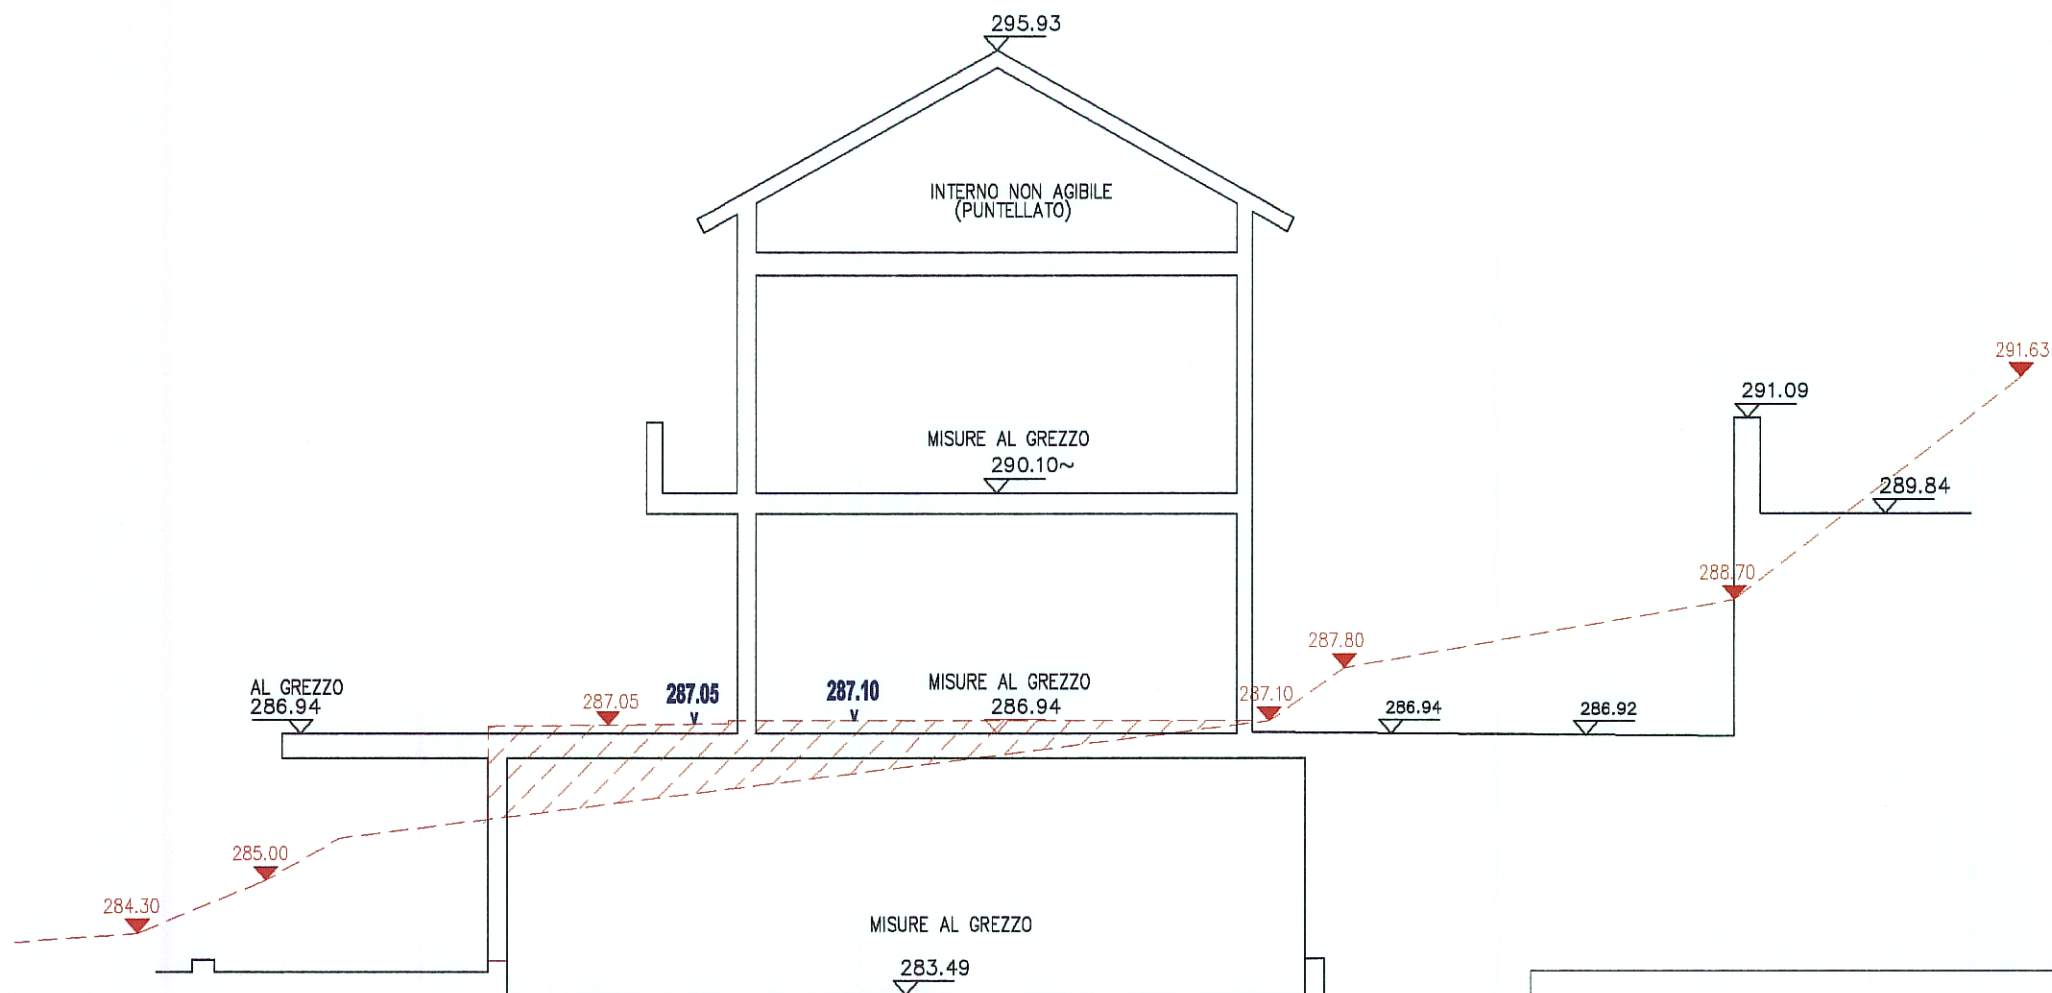 295.93
INTERNO NON AGIBILE
(PUNTELLATO)
291.63
291.09
MISURE AL GREZZO
290.10~
289.84
288.70
287.80
AL GREZZO
286.94
287.05
287.05
v
287.10
v
MISURE AL GREZZO
286.94
287.10
286.94
286.92
285.00
284.30
MISURE AL GREZZO
283.49